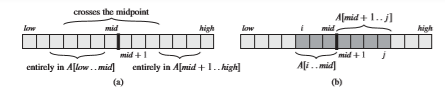 crosses the midpoint
low mid high
mid + 1
entirely in A[low . . mid] entirely in A[mid + 1 . . high]
(a)
A[mid + 1 . . j]
low i mid high
mid + 1 j
A[i . . mid]
(b)